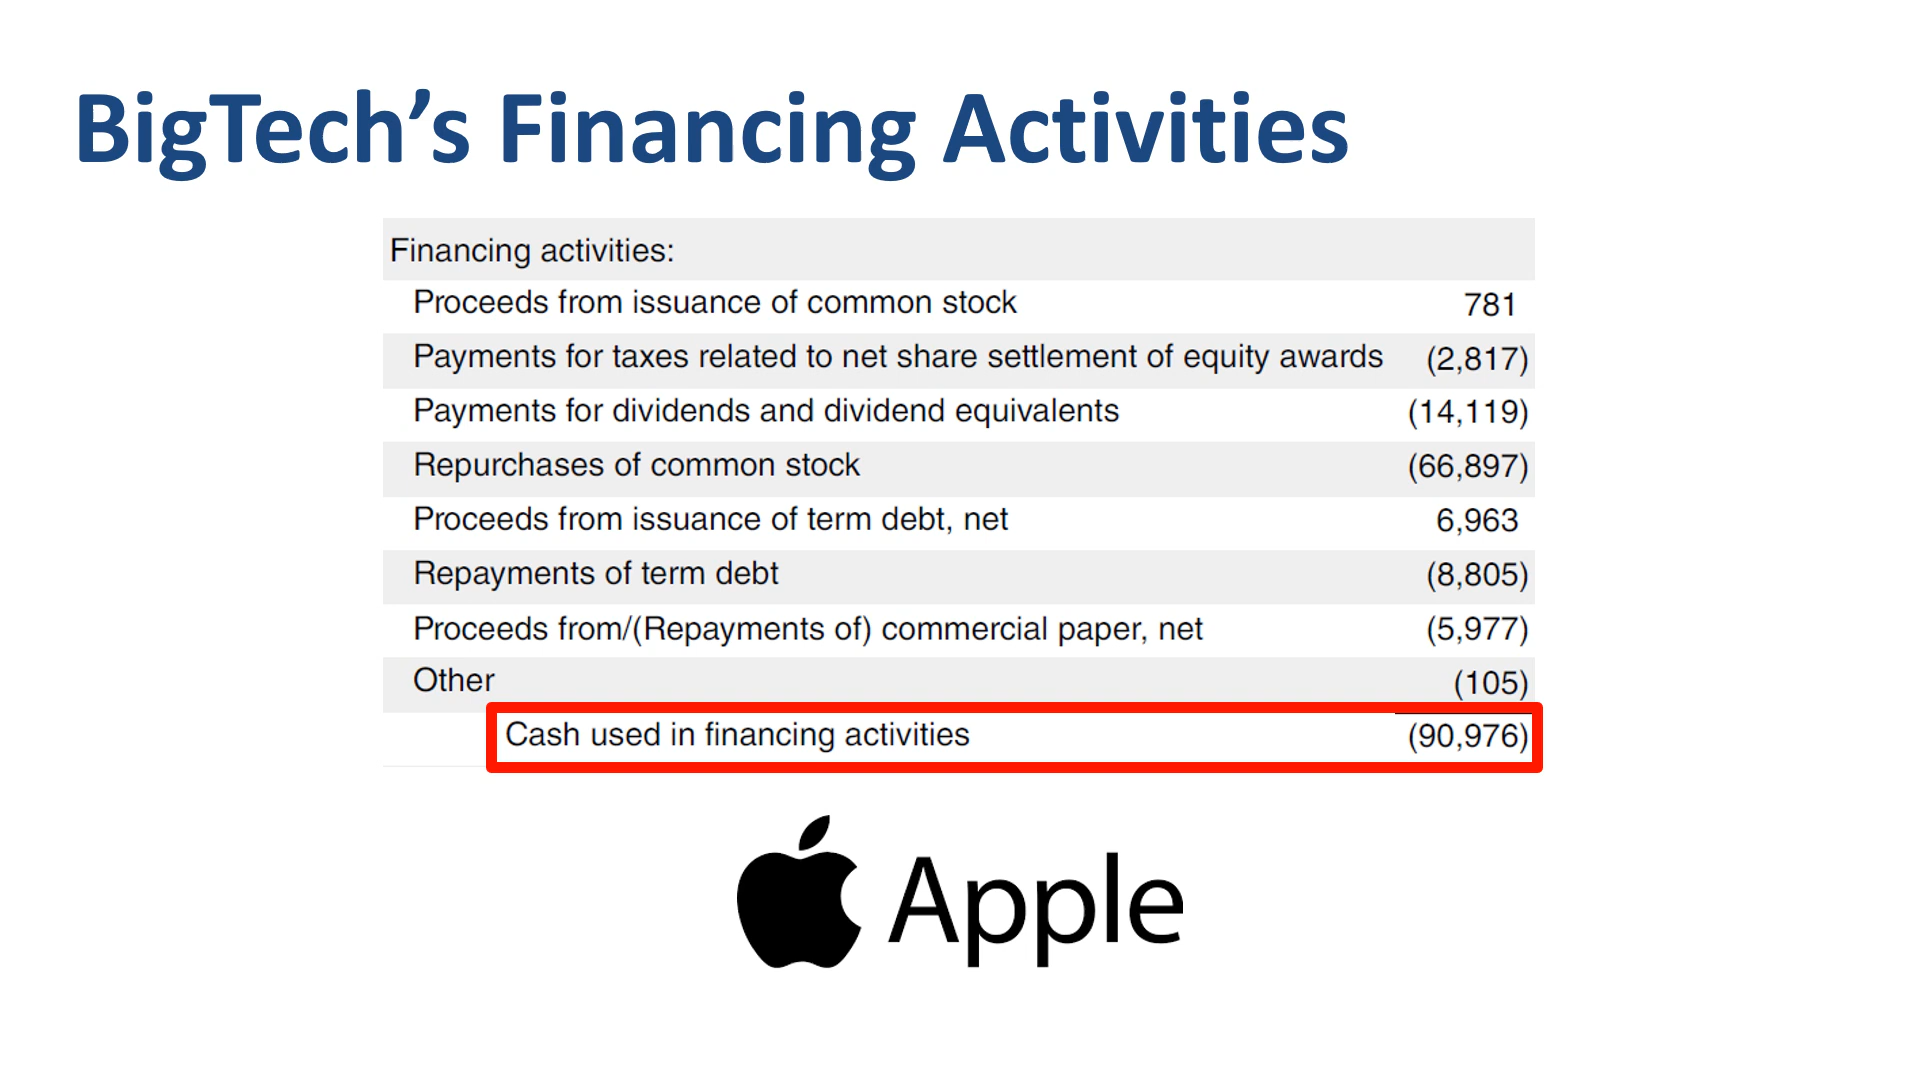 BigTech’s Financing Activities
Financing activities:
Proceeds from issuance of common stock 781
Payments for taxes related to net share settlement of equity awards (2,817)
Payments for dividends and dividend equivalents (14,119)
Repurchases of common stock (66,897)
Proceeds from issuance of term debt, net 6,963
Repayments of term debt (8,805)
Proceeds from/(Repayments of) commercial paper, net (5,977)
Other (105)
Cash used in financing activities (90,976)
Apple